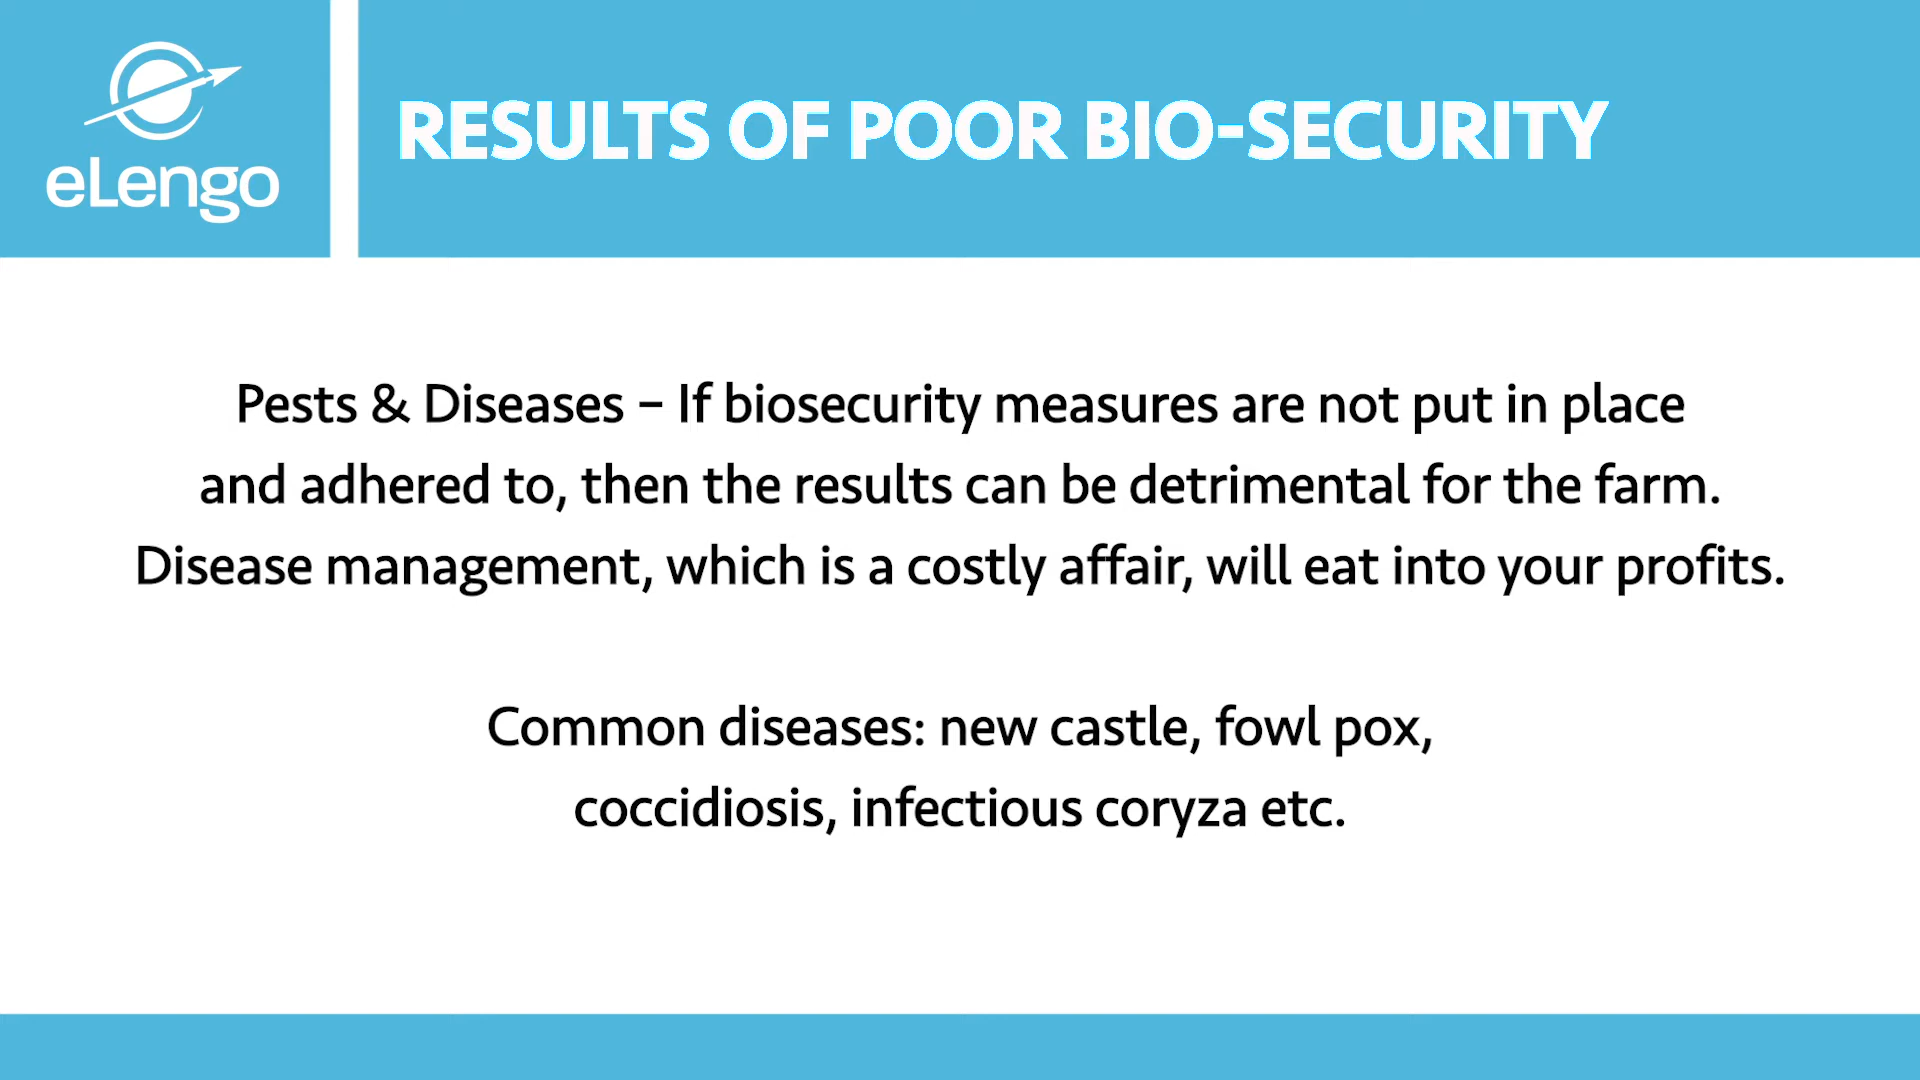 eLengo
RESULTS OF POOR BIO-SECURITY
Pests & Diseases – If biosecurity measures are not put in place
and adhered to, then the results can be detrimental for the farm.
Disease management, which is a costly affair, will eat into your profits.
Common diseases: new castle, fowl pox,
coccidiosis, infectious coryza etc.